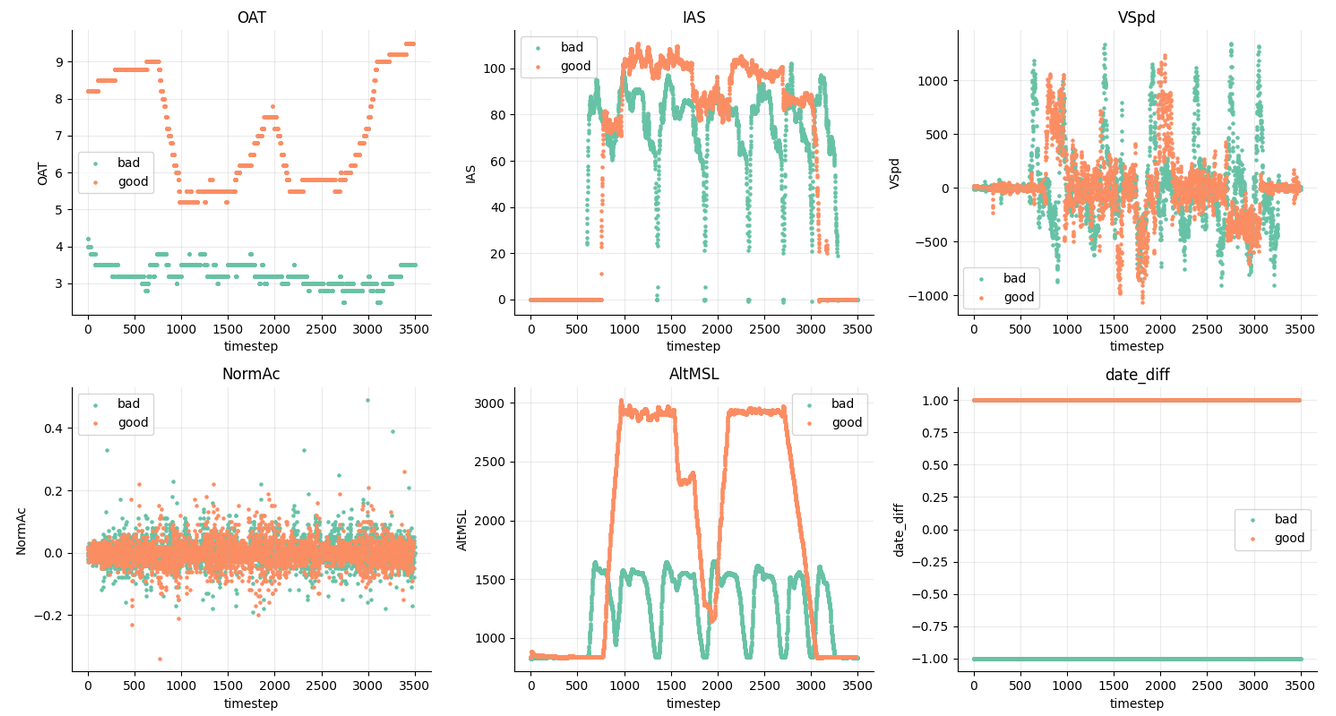 OAT
OAT
9
8
7
6
5
4
3
bad
good
0 500 1000 1500 2000 2500 3000 3500
timestep
IAS
IAS
100
80
60
40
20
0
bad
good
0 500 1000 1500 2000 2500 3000 3500
timestep
VSpd
VSpd
1000
500
0
−500
−1000
bad
good
0 500 1000 1500 2000 2500 3000 3500
timestep
NormAc
NormAc
0.4
0.2
0.0
−0.2
bad
good
0 500 1000 1500 2000 2500 3000 3500
timestep
AltMSL
AltMSL
3000
2500
2000
1500
1000
bad
good
0 500 1000 1500 2000 2500 3000 3500
timestep
date_diff
date_diff
1.00
0.75
0.50
0.25
0.00
−0.25
−0.50
−0.75
−1.00
bad
good
0 500 1000 1500 2000 2500 3000 3500
timestep